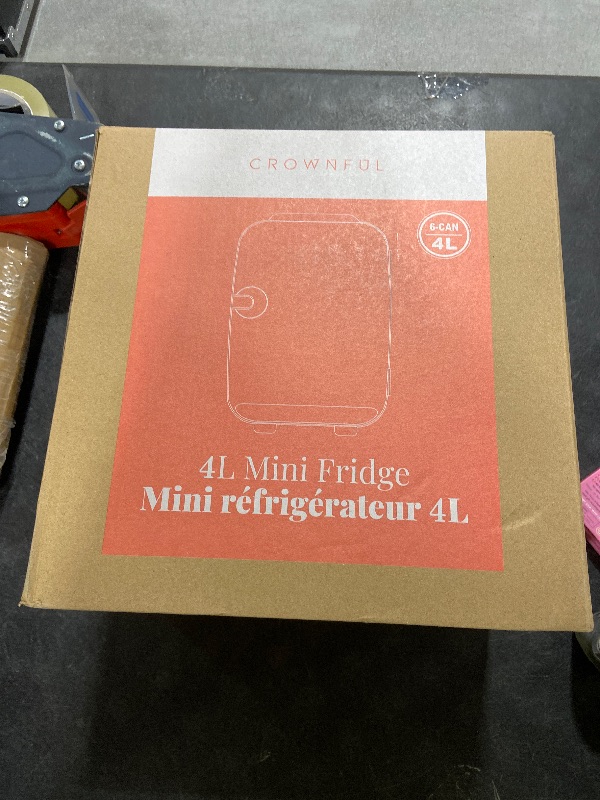 CROWNFUL
6-CAN
4L
4L Mini Fridge
Mini réfrigérateur 4L